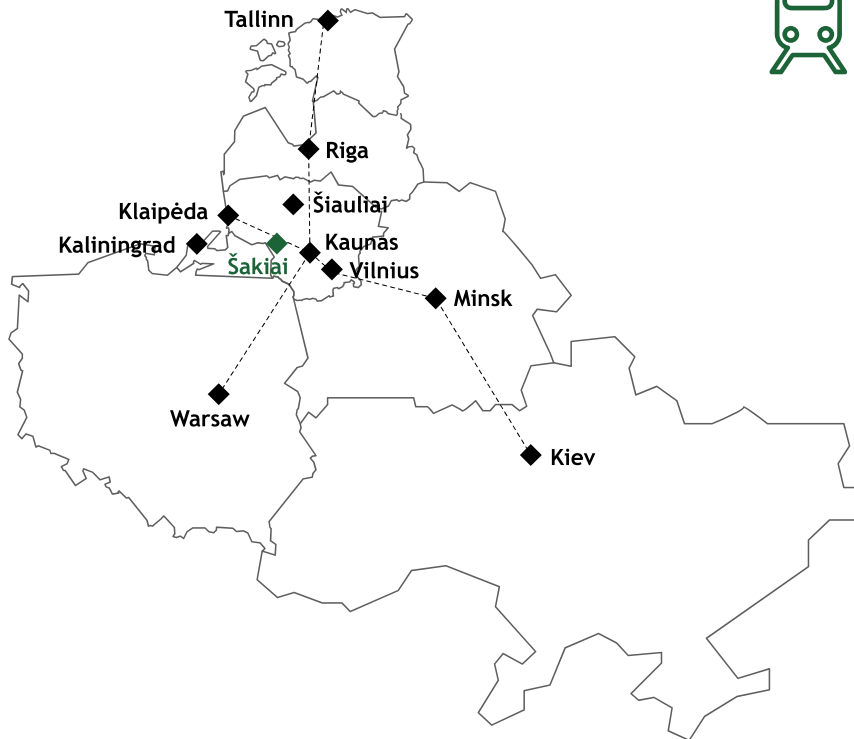 Tallinn
Riga
Šiauliai
Klaipėda
Kaunas
Kaliningrad
Šakiai
Vilnius
Minsk
Warsaw
Kiev